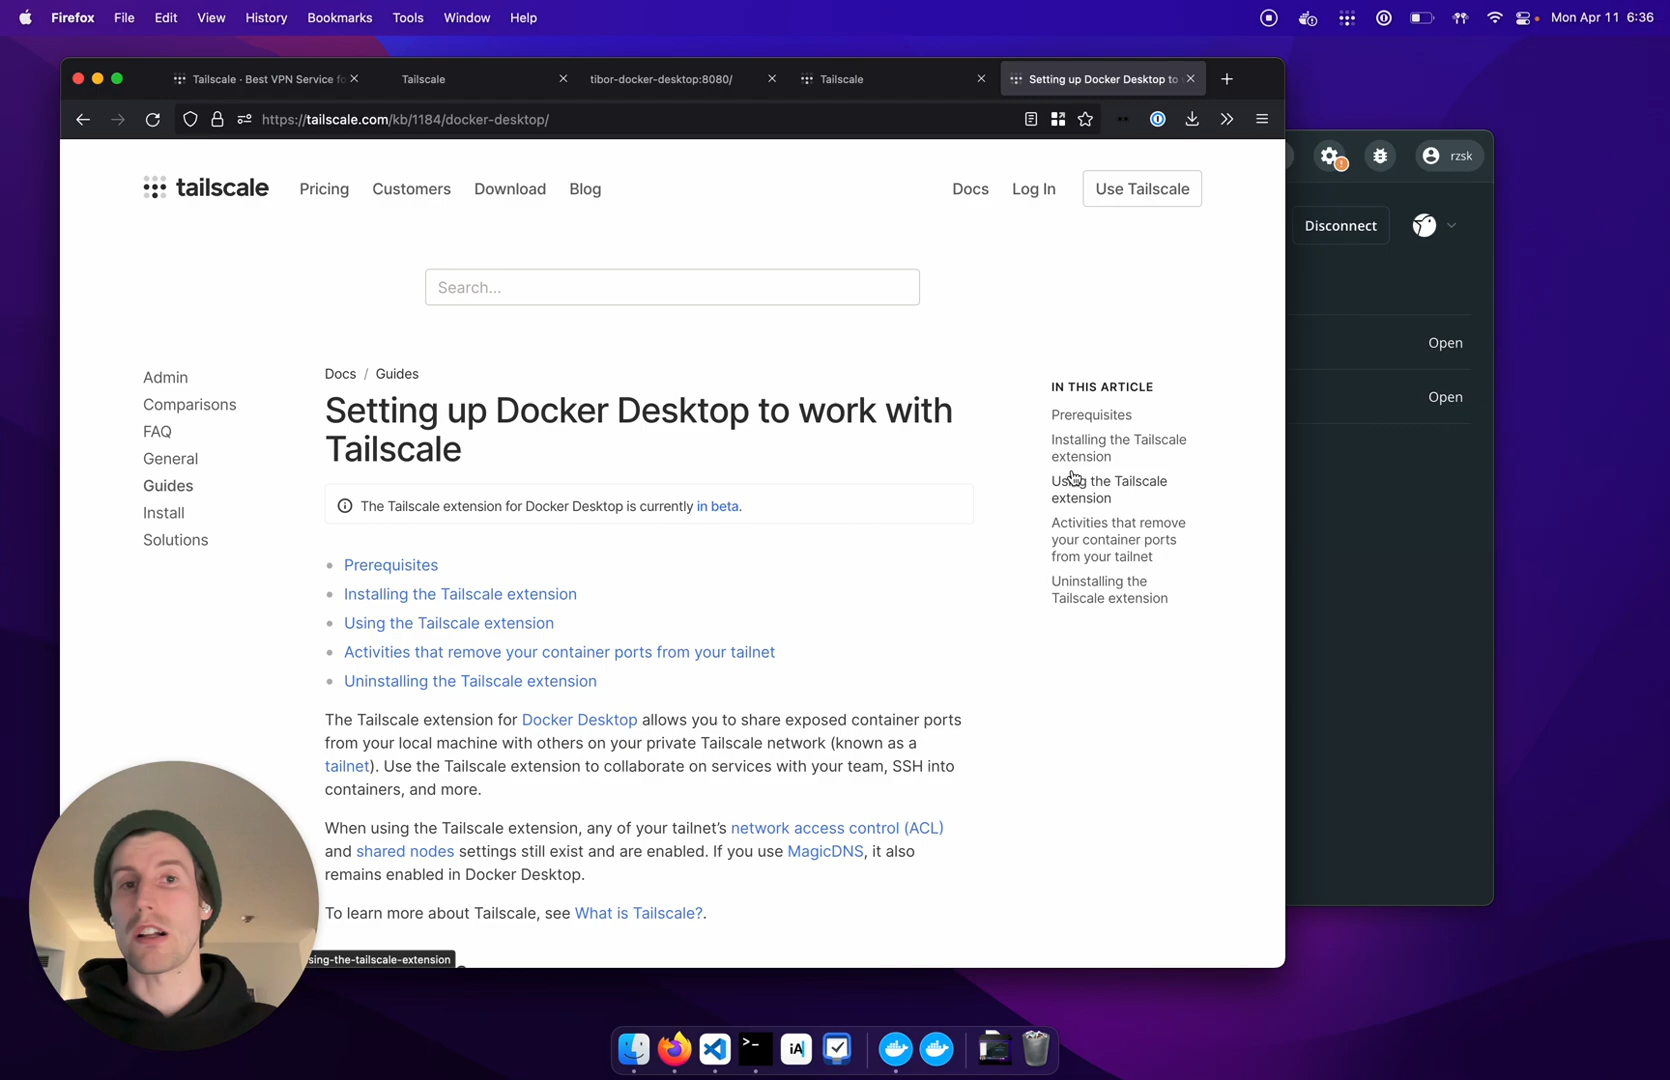 Firefox File Edit View History Bookmarks Tools Window Help
Mon Apr 11 6:36
Tailscale · Best VPN Service fo
Tailscale
tibor-docker-desktop:8080/
Tailscale
Setting up Docker Desktop to
https://tailscale.com/kb/1184/docker-desktop/
rzsk
Disconnect
Open
Open
tailscale
Pricing Customers Download Blog
Docs Log In Use Tailscale
Search...
Admin
Comparisons
FAQ
General
Guides
Install
Solutions
Docs / Guides
Setting up Docker Desktop to work with
Tailscale
The Tailscale extension for Docker Desktop is currently in beta.
Prerequisites
Installing the Tailscale extension
Using the Tailscale extension
Activities that remove your container ports from your tailnet
Uninstalling the Tailscale extension
The Tailscale extension for Docker Desktop allows you to share exposed container ports
from your local machine with others on your private Tailscale network (known as a
tailnet). Use the Tailscale extension to collaborate on services with your team, SSH into
containers, and more.
When using the Tailscale extension, any of your tailnet's network access control (ACL)
and shared nodes settings still exist and are enabled. If you use MagicDNS, it also
remains enabled in Docker Desktop.
To learn more about Tailscale, see What is Tailscale?.
IN THIS ARTICLE
Prerequisites
Installing the Tailscale
extension
Using the Tailscale
extension
Activities that remove
your container ports
from your tailnet
Uninstalling the
Tailscale extension
sing-the-tailscale-extension
iA